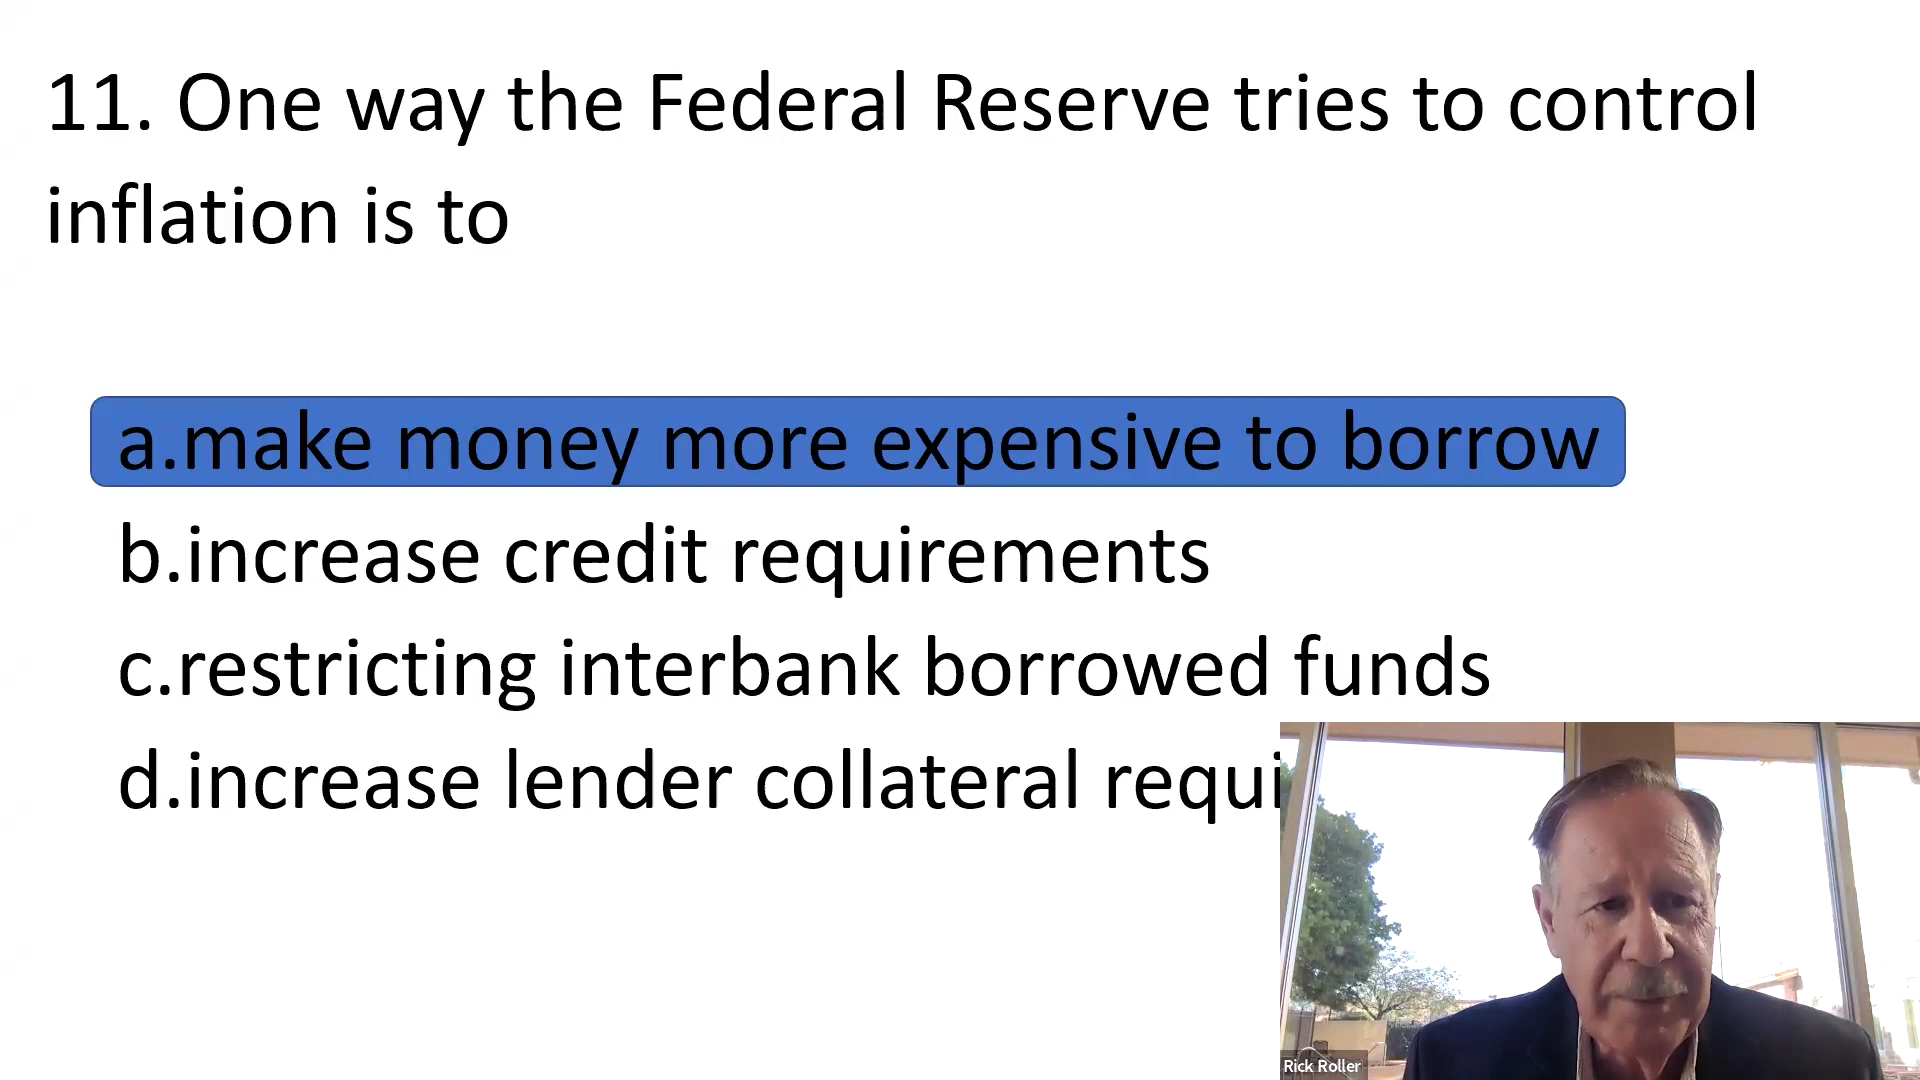 11. One way the Federal Reserve tries to control
inflation is to
a.make money more expensive to borrow
b.increase credit requirements
c.restricting interbank borrowed funds
d.increase lender collateral requi
Rick Roller